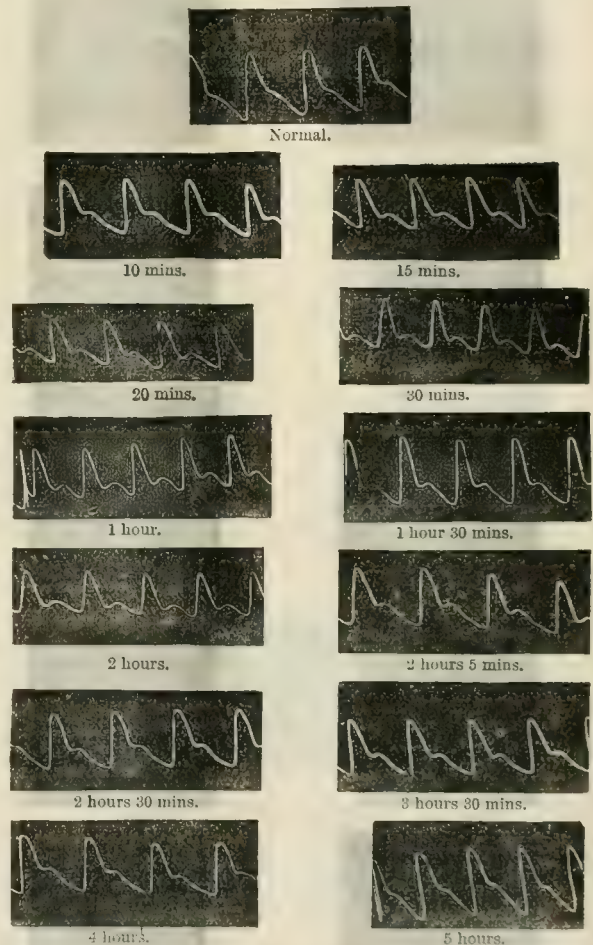 Normal.
10 mins.
15 mins.
20 mins.
30 mins.
1 hour.
1 hour 30 mins.
2 hours.
2 hours 5 mins.
2 hours 30 mins.
3 hours 30 mins.
4 hours.
5 hours.